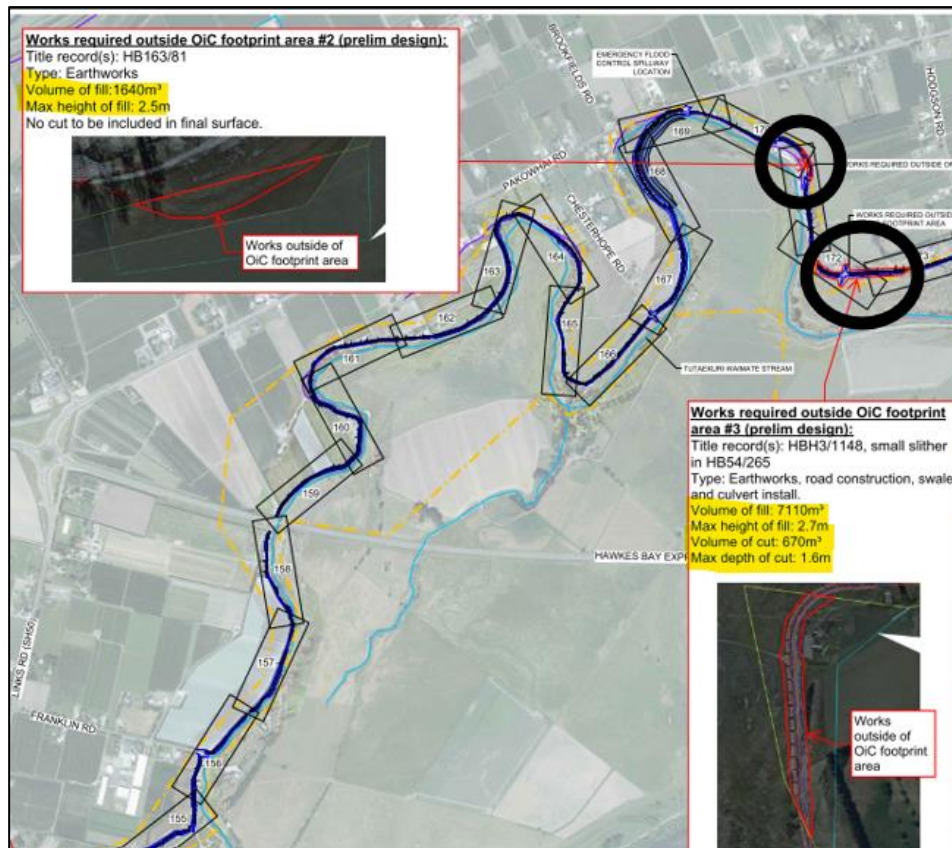 Works required outside OiC footprint area #2 (prelim design):
Title record(s): HB163/81
Type: Earthworks
Volume of fill:1640m³
Max height of fill: 2.5m
No cut to be included in final surface.
Works outside of
OiC footprint area
BROOKFIELDS RD
EMERGENCY FLOOD
CONTROL SPILLWAY
LOCATION
HODGSON RD
PAKOWHAI RD
CHESTERHOPE RD
169
17
168
WORKS REQUIRED OUTSIDE O
WORKS REQUIRED OUTSID
FOOTPRINT AREA
172
3
163
164
167
162
165
161
166
TUTAEKURI WAIMATE STREAM
160
159
158
HAWKES BAY EXP
157
LINKS RD (SH50)
FRANKLIN RD
156
155
Works required outside OiC footprint
area #3 (prelim design):
Title record(s): HBH3/1148, small slither
in HB54/265
Type: Earthworks, road construction, swale
and culvert install.
Volume of fill: 7110m³
Max height of fill: 2.7m
Volume of cut: 670m³
Max depth of cut: 1.6m
Works
outside of
OiC footprint
area